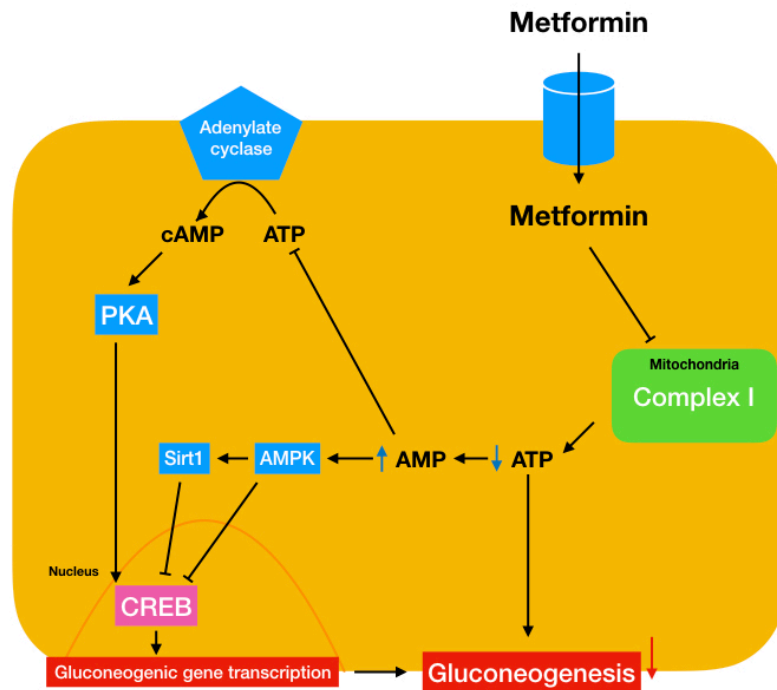 Metformin
Adenylate
cyclase
Metformin
cAMP
ATP
PKA
Mitochondria
Complex I
Sirt1
AMPK
AMP
ATP
Nucleus
CREB
Gluconeogenic gene transcription
Gluconeogenesis